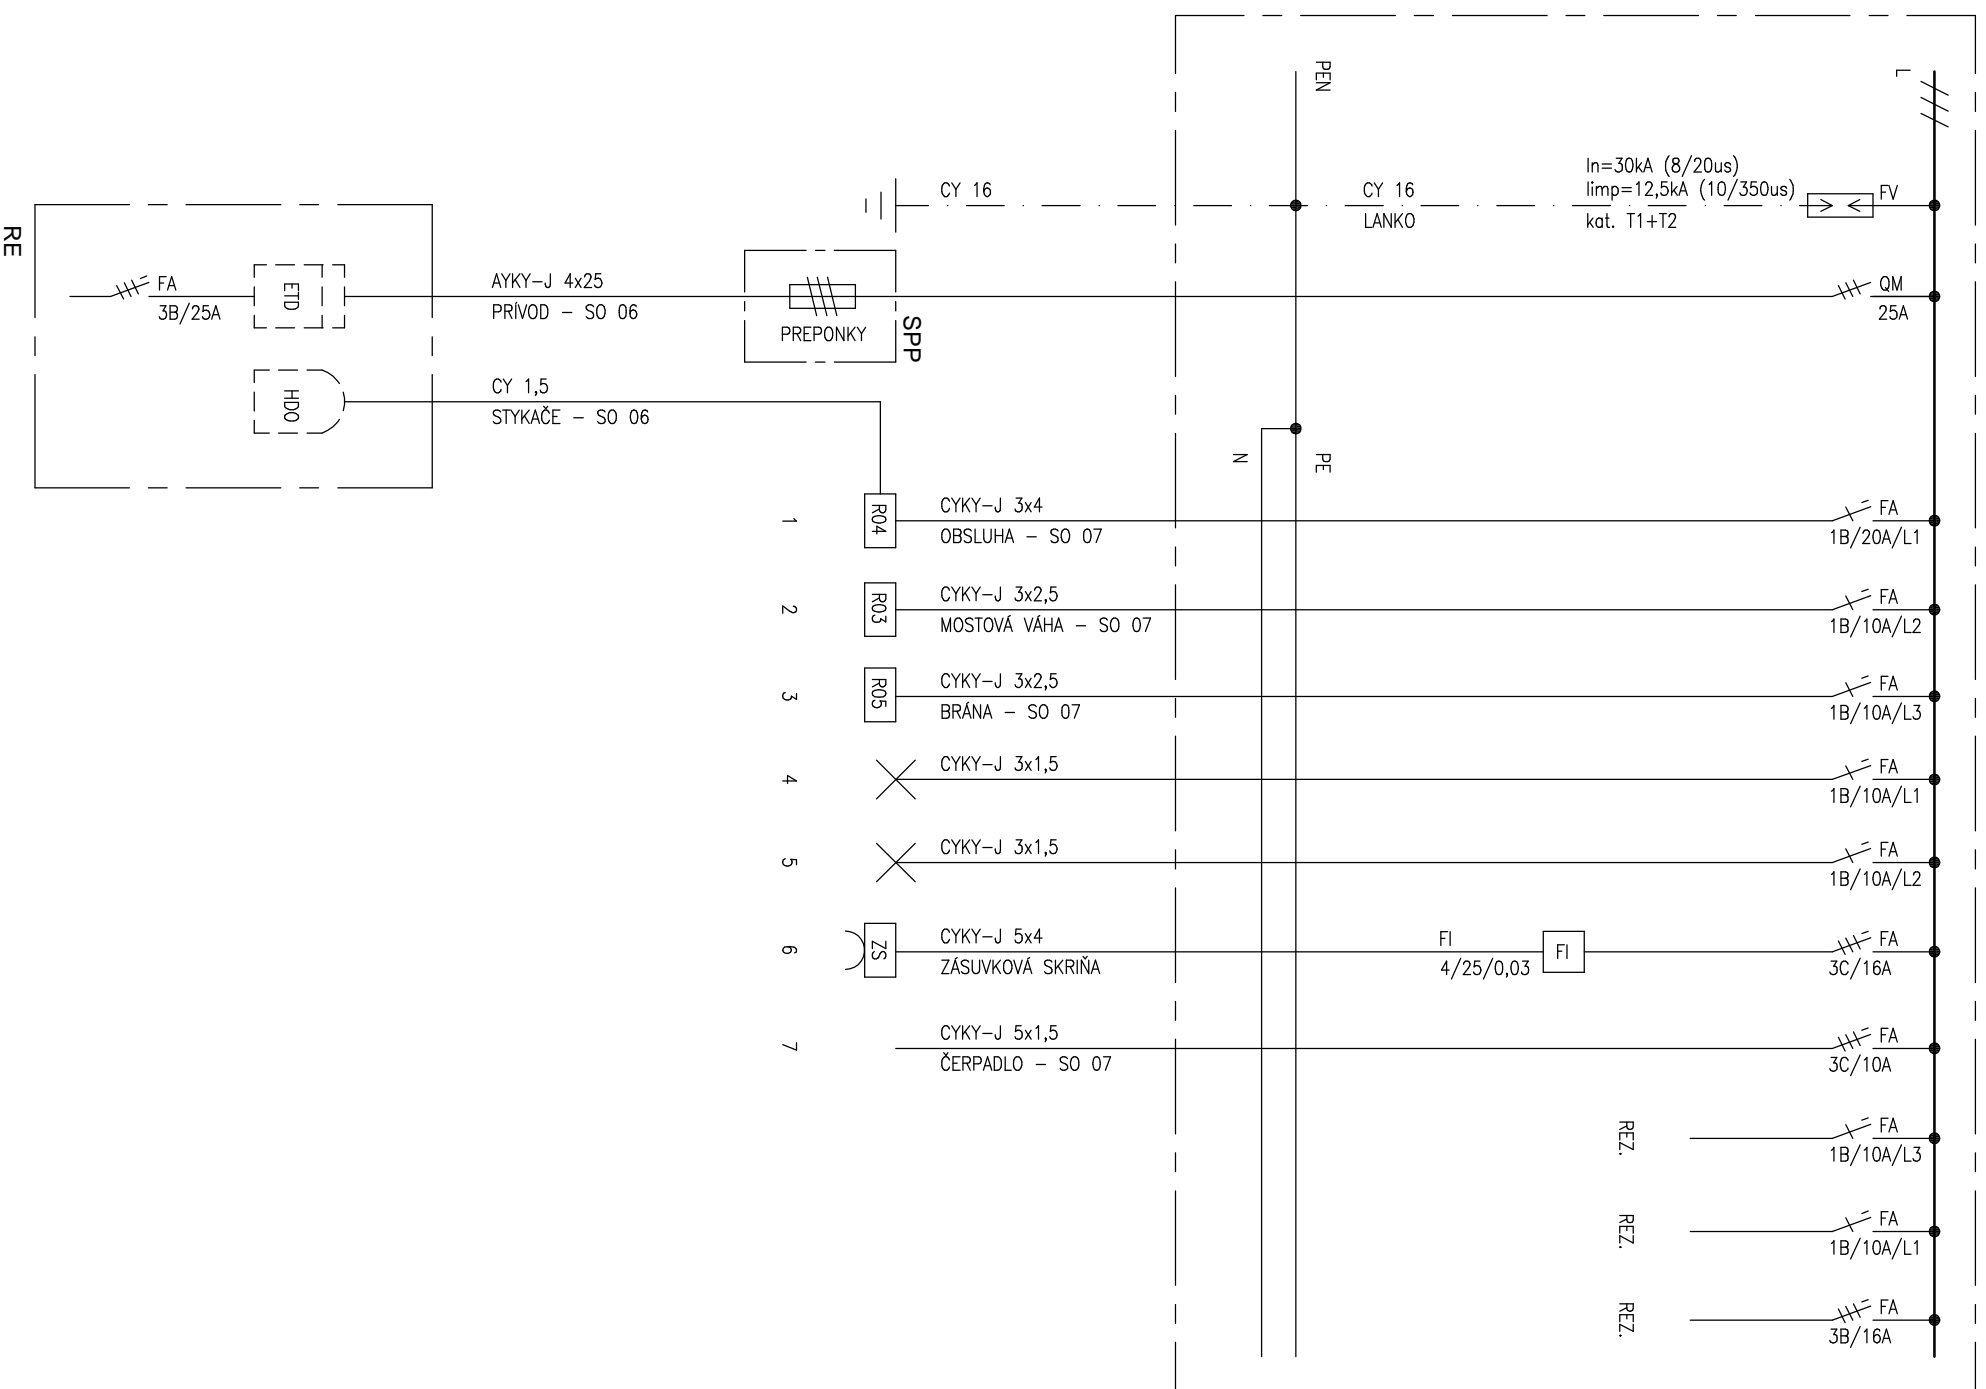 PEN
L
In=30kA (8/20us)
Iimp=12,5kA (10/350us)
kat. T1+T2
FV
CY 16
CY 16
LANKO
RE
FA
3B/25A
ETD
AYKY-J 4x25
PRÍVOD - SO 06
PREPONKY
SPP
QM
25A
HDO
CY 1,5
STYKAČE - SO 06
N
PE
1
R04
CYKY-J 3x4
OBSLUHA - SO 07
FA
1B/20A/L1
2
R03
CYKY-J 3x2,5
MOSTOVÁ VÁHA - SO 07
FA
1B/10A/L2
3
R05
CYKY-J 3x2,5
BRÁNA - SO 07
FA
1B/10A/L3
4
CYKY-J 3x1,5
FA
1B/10A/L1
5
CYKY-J 3x1,5
FA
1B/10A/L2
6
ZS
CYKY-J 5x4
ZÁSUVKOVÁ SKRIŇA
FI
4/25/0,03
FI
FA
3C/16A
7
CYKY-J 5x1,5
ČERPADLO - SO 07
FA
3C/10A
REZ.
FA
1B/10A/L3
REZ.
FA
1B/10A/L1
REZ.
FA
3B/16A